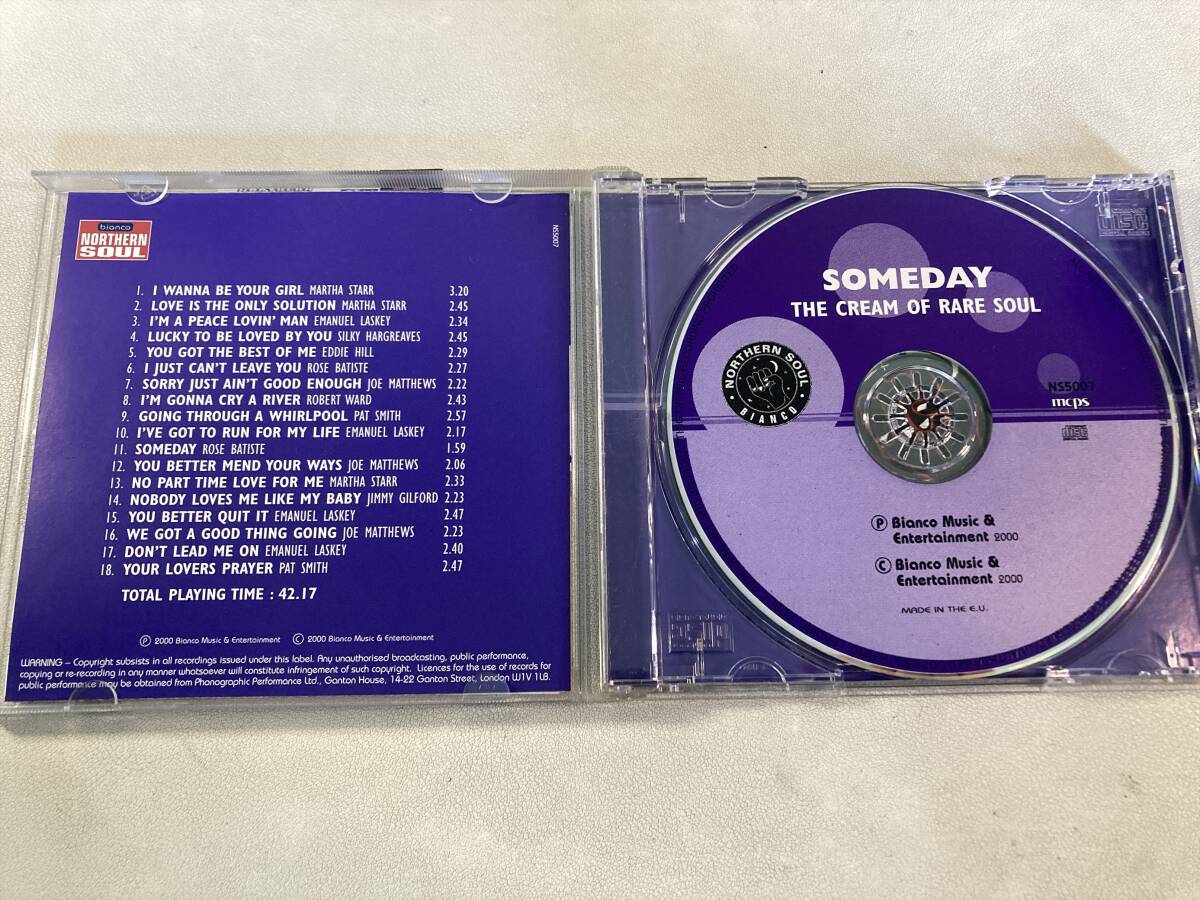 bianco
NORTHERN
SOUL
NS5007
1. I WANNA BE YOUR GIRL MARTHA STARR 3.20
2. LOVE IS THE ONLY SOLUTION MARTHA STARR 2.45
3. I'M A PEACE LOVIN' MAN EMANUEL LASKEY 2.34
4. LUCKY TO BE LOVED BY YOU SILKY HARGREAVES 2.45
5. YOU GOT THE BEST OF ME EDDIE HILL 2.29
6. I JUST CAN'T LEAVE YOU ROSE BATISTE 2.27
7. SORRY JUST AIN'T GOOD ENOUGH JOE MATTHEWS 2.22
8. I'M GONNA CRY A RIVER ROBERT WARD 2.43
9. GOING THROUGH A WHIRLPOOL PAT SMITH 2.57
10. I'VE GOT TO RUN FOR MY LIFE EMANUEL LASKEY 2.17
11. SOMEDAY ROSE BATISTE 1.59
12. YOU BETTER MEND YOUR WAYS JOE MATTHEWS 2.06
13. NO PART TIME LOVE FOR ME MARTHA STARR 2.33
14. NOBODY LOVES ME LIKE MY BABY JIMMY GILFORD 2.23
15. YOU BETTER QUIT IT EMANUEL LASKEY 2.47
16. WE GOT A GOOD THING GOING JOE MATTHEWS 2.23
17. DON'T LEAD ME ON EMANUEL LASKEY 2.40
18. YOUR LOVERS PRAYER PAT SMITH 2.47
TOTAL PLAYING TIME : 42.17
Ⓟ 2000 Bianco Music & Entertainment © 2000 Bianco Music & Entertainment
WARNING – Copyright subsists in all recordings issued under this label. Any unauthorised broadcasting, public performance,
copying or re-recording in any manner whatsoever will constitute infringement of such copyright. Licences for the use of records for
public performance may be obtained from Phonographic Performance Ltd., Ganton House, 14-22 Ganton Street, London W1V 1LB.
SOMEDAY
THE CREAM OF RARE SOUL
NORTHERN SOUL
BIANCO
NS5007
mcps
disc
Ⓟ Bianco Music &
Entertainment 2000
© Bianco Music &
Entertainment 2000
MADE IN THE E.U.
disc